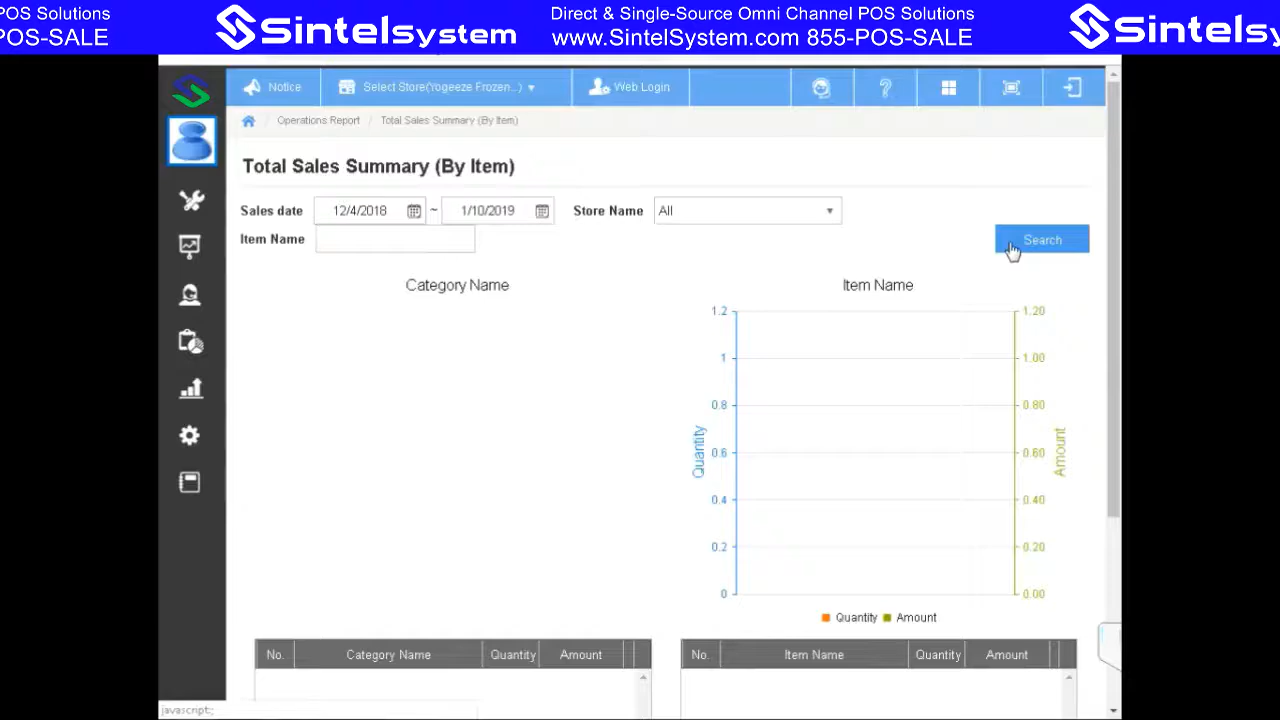 POS Solutions
POS-SALE
Sintelsystem
Direct & Single-Source Omni Channel POS Solutions
www.SintelSystem.com 855-POS-SALE
Sintelsy
Notice
Select Store(Yogeeze Frozen..)
Web Login
?
Operations Report / Total Sales Summary (By Item)
Total Sales Summary (By Item)
Sales date 12/4/2018 ~ 1/10/2019 Store Name All
Item Name Search
Category Name
Item Name
1.2 1.20
1 1.00
0.8 0.80
0.6 0.60
0.4 0.40
0.2 0.20
0 0.00
Quantity
Amount
Quantity Amount
No. Category Name Quantity Amount
No. Item Name Quantity Amount
javascript:;